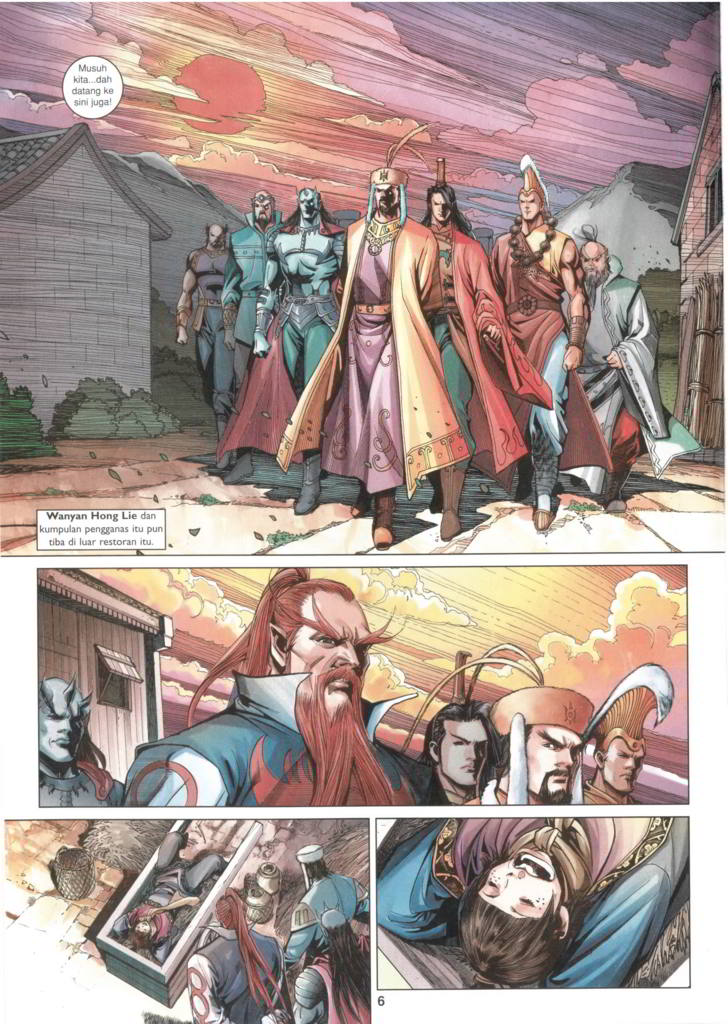 Musuh
kita...dah
datang ke
sini juga!
Wanyan Hong Lie dan
kumpulan pengganas itu pun
tiba di luar restoran itu.
6